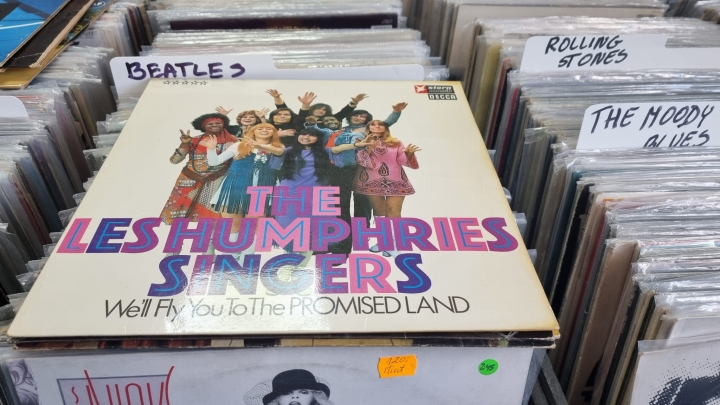 BEATLES
ROLLING
STONES
THE MOODY
BLUES
stern
DECCA
THE
LES HUMPHRIES
SINGERS
We'll Fly You To The PROMISED LAND